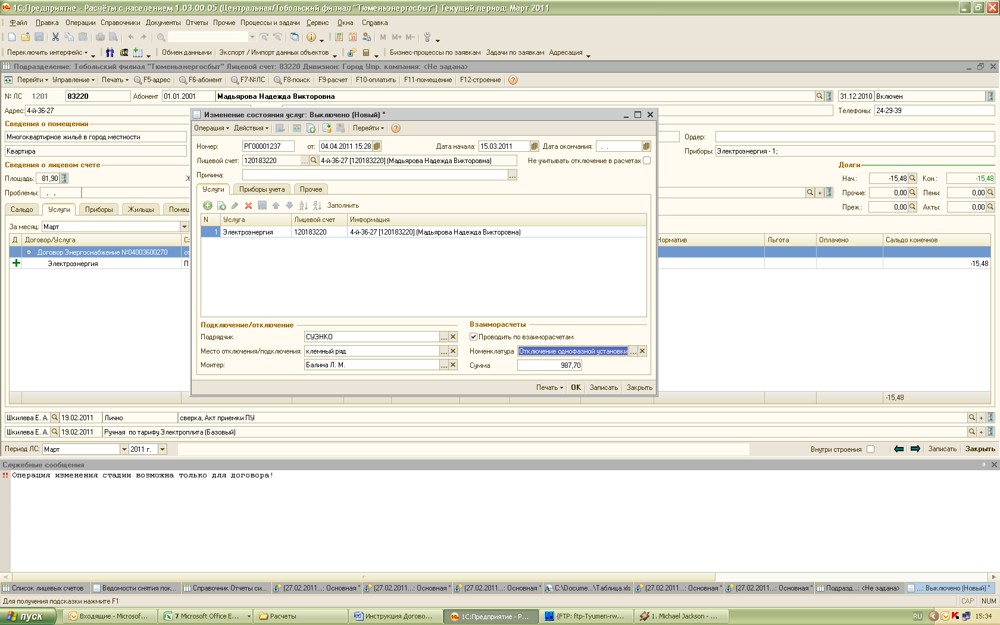 1С:Предприятие - Расчёты с населением 1.03.00.05 (Центральная/Тобольский филиал "Тюменьэнергосбыт") Текущий период: Март 2011
Файл Правка Операции Справочники Документы Отчеты Прочие Процессы и задачи Сервис Окна Справка
M M+ M-
Переключить интерфейс Обмен данными Экспорт / Импорт данных объектов Бизнес-процессы по заявкам Задачи по заявкам Адресация
Подразделение: Тобольский филиал "Тюменьэнергосбыт" Лицевой счет: 83220 Дивизион: Город Упр. компания: <Не задана>
Перейти Управление Печать F5-адрес F6-абонент F7-№ЛС F8-поиск F9-расчет F10-оплатить F11-помещение F12-строение
№ ЛС 1201 83220 Абонент 01.01.2001 Мадьярова Надежда Викторовна 31.12.2010 Включен
Адрес: 4-й-36-27 Телефоны: 24-29-39
Сведения о помещении
Многоквартирное жильё в город.местности Ордер:
Квартира Приборы: Электроэнергия - 1;
Сведения о лицевом счете Долги
Площадь: 81,90 Ж Нач.: -15,48 Кон.: -15,48
Проблемы: . . Прочие: 0,00 Пени: 0,00
Сальдо Услуги Приборы Жильцы Помещ Преж.: 0,00 Акты: 0,00
За месяц: Март
Д Договор/Услуга С Норматив Льгота Оплачено Сальдо конечное
Договор Энергоснабжение №04003600270 от
Электроэнергия П -15,48
-15,48
Изменение состояния услуг: Выключено (Новый) *
Операция Действия Перейти
Номер: РГ00001237 от: 04.04.2011 15:28 Дата начала: 15.03.2011 Дата окончания: . .
Лицевой счет: 120183220 4-й-36-27 [120183220] (Мадьярова Надежда Викторовна) Не учитывать отключение в расчетах
Причина:
Услуги Приборы учета Прочее
Заполнить
N Услуга Лицевой счет Информация
1 Электроэнергия 120183220 4-й-36-27 [120183220] (Мадьярова Надежда Викторовна)
Подключение/отключение Взаиморасчеты
Подрядчик СУЭНКО Проводить по взаиморасчетам
Место отключения/подключения: клемный ряд Номенклатура Отключение однофазной установки
Монтер: Балина Л. М. Сумма 987,70
Печать OK Записать Закрыть
Шкилева Е. А. 19.02.2011 Лично сверка, Акт приемки ПУ
Шкилева Е. А. 19.02.2011 Ручная по тарифу Электроплита (Базовый)
Период ЛС: Март 2011 г. Внутри строения Записать Закрыть
Служебные сообщения
Операция изменения стадии возможна только для договора!
Список лицевых счетов Ведомости снятия пок... Справочник Отчеты си... (27.02.2011...: Основная * (27.02.2011...: Основная * (27.02.2011...: Основная * C:\Docume...\Таблица.xls (27.02.2011...: Основная * (27.02.2011...: Основная * Подразд...: <Не задана> ...: Выключено (Новый) *
Для получения подсказки нажмите F1 CAP NUM
пуск Входящие - Microsof... 7 Microsoft Office E... Расчеты Инструкция Догово... 1С:Предприятие - Р... {FTP: ftp-Tyumen-rw... 1. Michael Jackson - ... RU 15:34